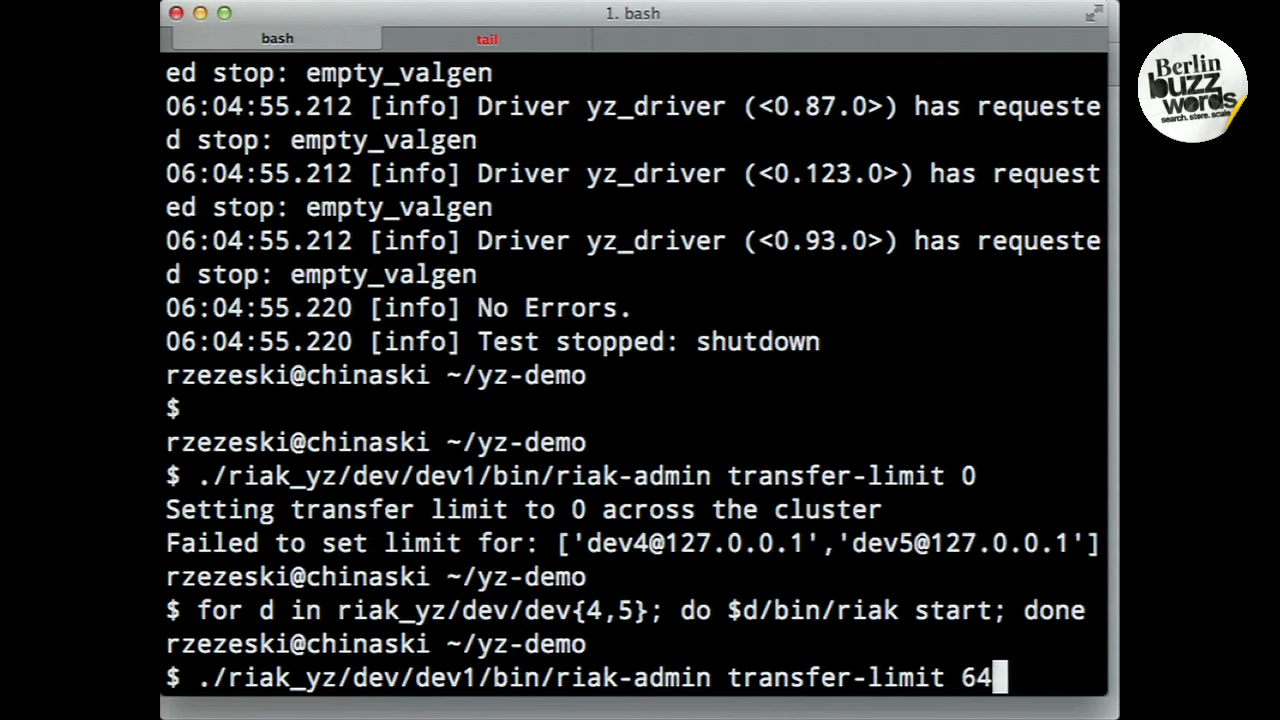 1. bash
bash
tail
ed stop: empty_valgen
06:04:55.212 [info] Driver yz_driver (<0.87.0>) has requeste
d stop: empty_valgen
06:04:55.212 [info] Driver yz_driver (<0.123.0>) has request
ed stop: empty_valgen
06:04:55.212 [info] Driver yz_driver (<0.93.0>) has requeste
d stop: empty_valgen
06:04:55.220 [info] No Errors.
06:04:55.220 [info] Test stopped: shutdown
rzezeski@chinaski ~/yz-demo
$
rzezeski@chinaski ~/yz-demo
$ ./riak_yz/dev/dev1/bin/riak-admin transfer-limit 0
Setting transfer limit to 0 across the cluster
Failed to set limit for: ['dev4@127.0.0.1','dev5@127.0.0.1']
rzezeski@chinaski ~/yz-demo
$ for d in riak_yz/dev/dev{4,5}; do $d/bin/riak start; done
rzezeski@chinaski ~/yz-demo
$ ./riak_yz/dev/dev1/bin/riak-admin transfer-limit 64
Berlin
buzz
words
search. store. scale